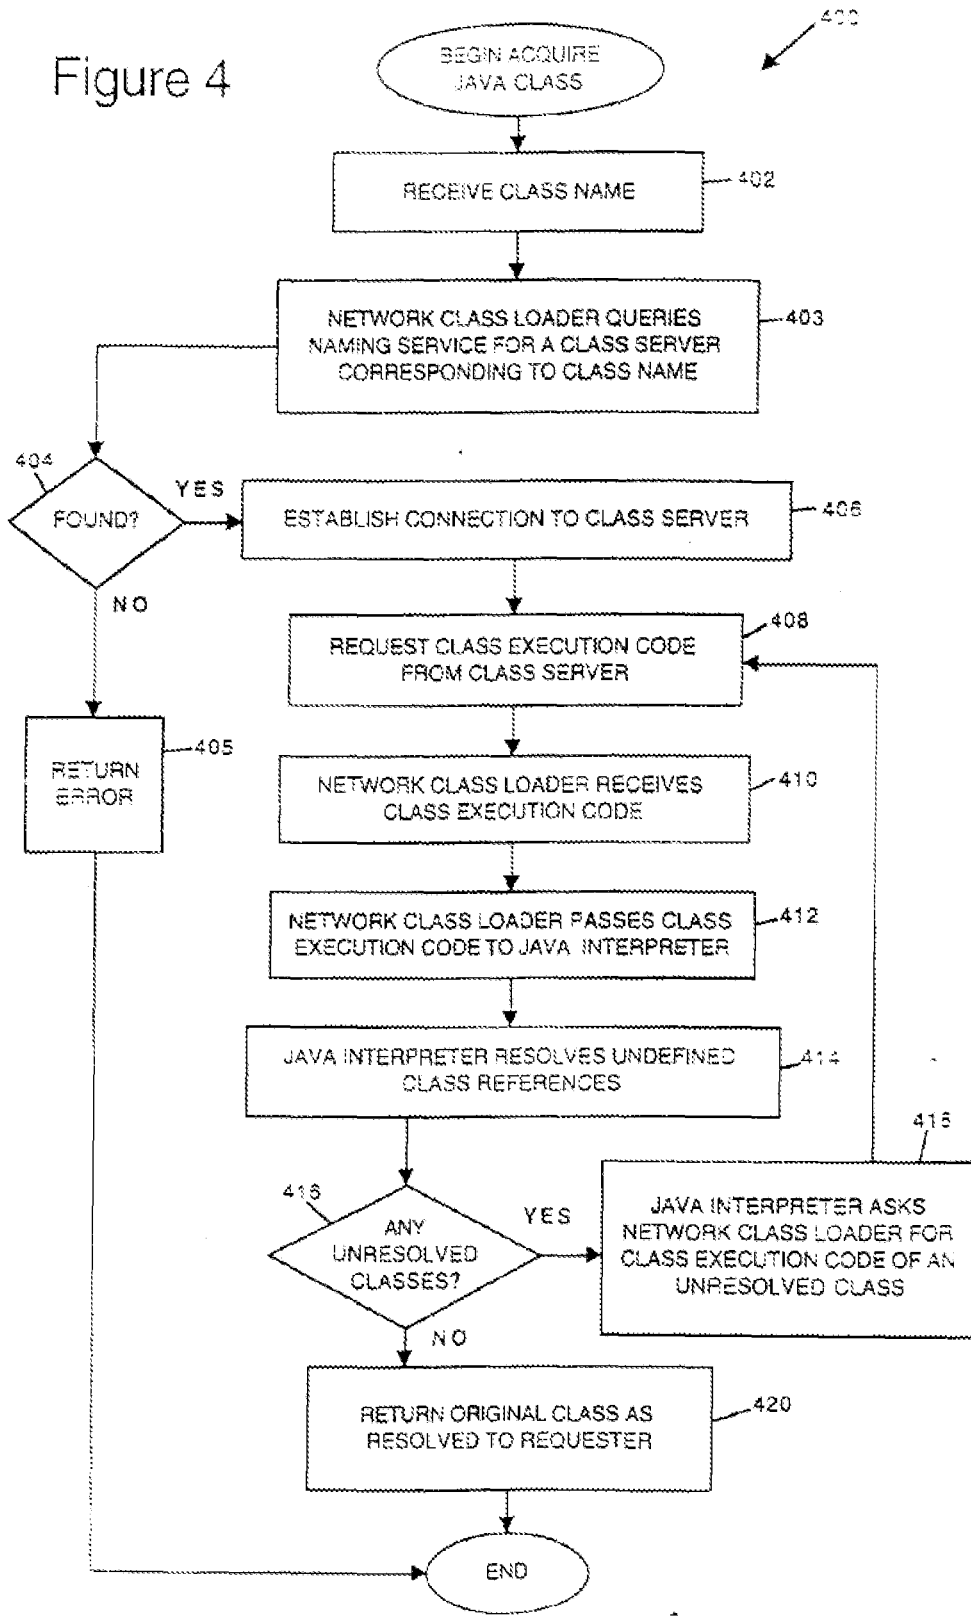 Figure 4
400
BEGIN ACQUIRE
JAVA CLASS
RECEIVE CLASS NAME
402
NETWORK CLASS LOADER QUERIES
NAMING SERVICE FOR A CLASS SERVER
CORRESPONDING TO CLASS NAME
403
404
FOUND?
YES
ESTABLISH CONNECTION TO CLASS SERVER
406
NO
REQUEST CLASS EXECUTION CODE
FROM CLASS SERVER
408
RETURN
ERROR
405
NETWORK CLASS LOADER RECEIVES
CLASS EXECUTION CODE
410
NETWORK CLASS LOADER PASSES CLASS
EXECUTION CODE TO JAVA INTERPRETER
412
JAVA INTERPRETER RESOLVES UNDEFINED
CLASS REFERENCES
414
416
ANY
UNRESOLVED
CLASSES?
YES
JAVA INTERPRETER ASKS
NETWORK CLASS LOADER FOR
CLASS EXECUTION CODE OF AN
UNRESOLVED CLASS
NO
RETURN ORIGINAL CLASS AS
RESOLVED TO REQUESTER
420
END